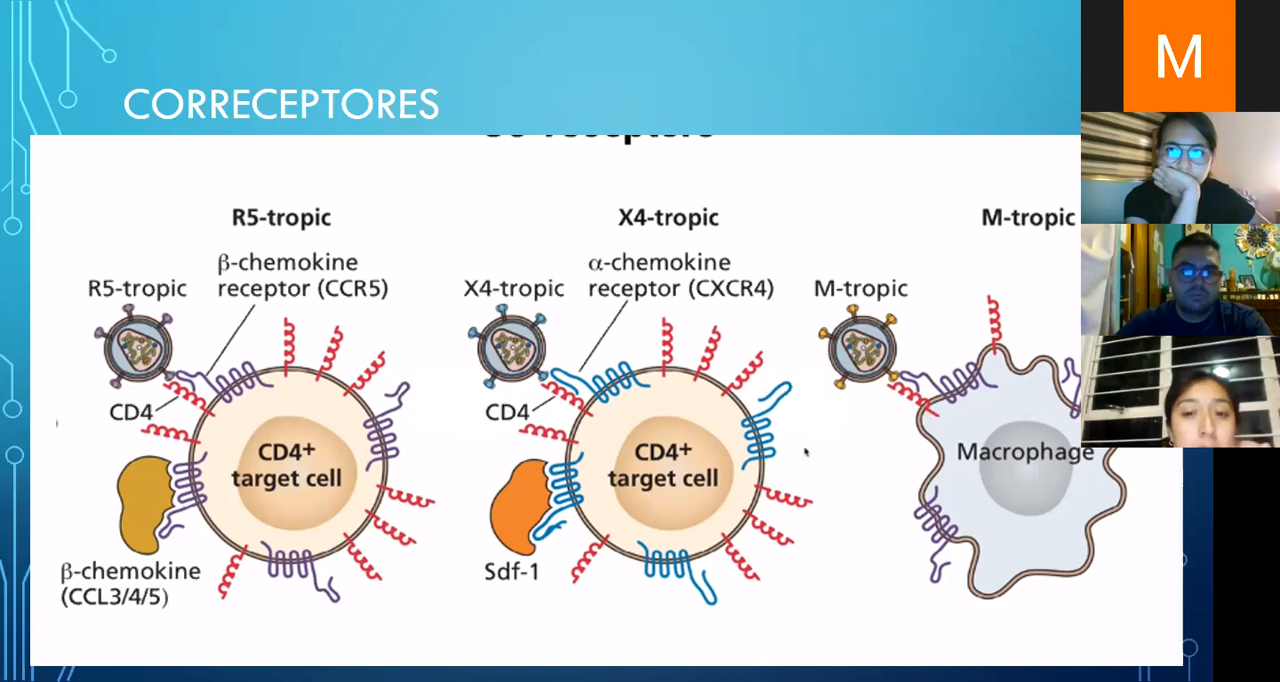 CORRECEPTORES
R5-tropic
X4-tropic
M-tropic
R5-tropic
β-chemokine
receptor (CCR5)
X4-tropic
α-chemokine
receptor (CXCR4)
M-tropic
CD4
CD4
CD4+
target cell
CD4+
target cell
Macrophage
β-chemokine
(CCL3/4/5)
Sdf-1
M